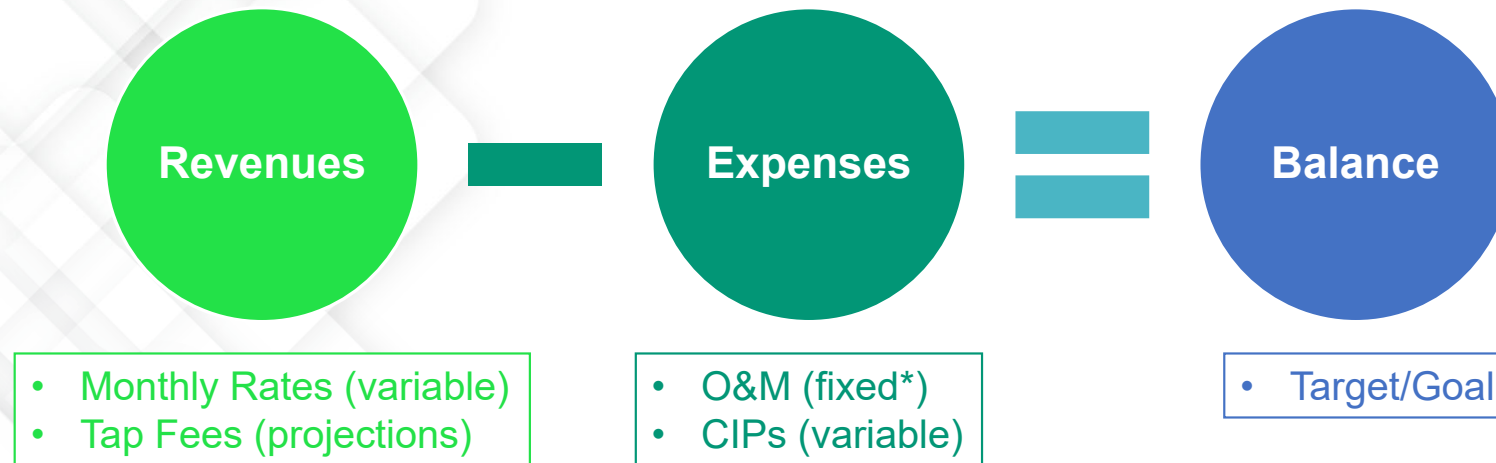 Revenues
Expenses
Balance
• Monthly Rates (variable)
• Tap Fees (projections)
• O&M (fixed*)
• CIPs (variable)
• Target/Goal